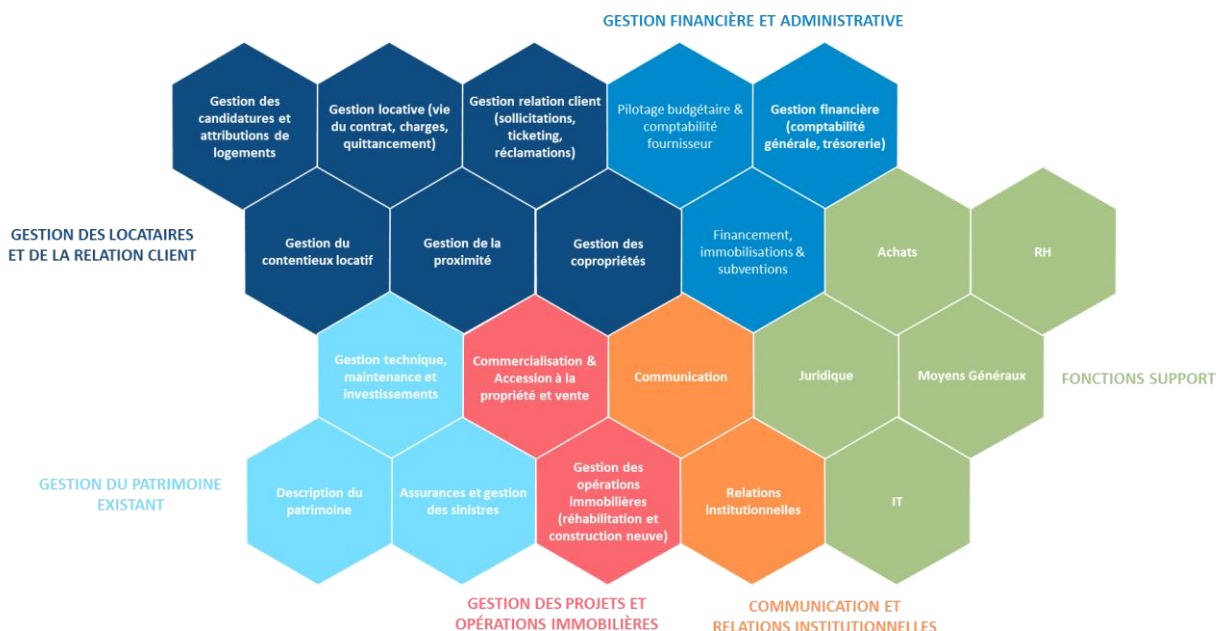 GESTION FINANCIÈRE ET ADMINISTRATIVE
Gestion des
candidatures et
attributions de
logements
Gestion locative (vie
du contrat, charges,
quittancement)
Gestion relation client
(sollicitations,
ticketing,
réclamations)
Pilotage budgétaire &
comptabilité
fournisseur
Gestion financière
(comptabilité
générale, trésorerie)
GESTION DES LOCATAIRES
ET DE LA RELATION CLIENT
Gestion du
contentieux locatif
Gestion de la
proximité
Gestion des
copropriétés
Financement,
immobilisations &
subventions
Achats
RH
Gestion technique,
maintenance et
investissements
Commercialisation &
Accession à la
propriété et vente
Communication
Juridique
Moyens Généraux
FONCTIONS SUPPORT
GESTION DU PATRIMOINE
EXISTANT
Description du
patrimoine
Assurances et gestion
des sinistres
Gestion des
opérations
immobilières
(réhabilitation et
construction neuve)
Relations
institutionnelles
IT
GESTION DES PROJETS ET
OPÉRATIONS IMMOBILIÈRES
COMMUNICATION ET
RELATIONS INSTITUTIONNELLES